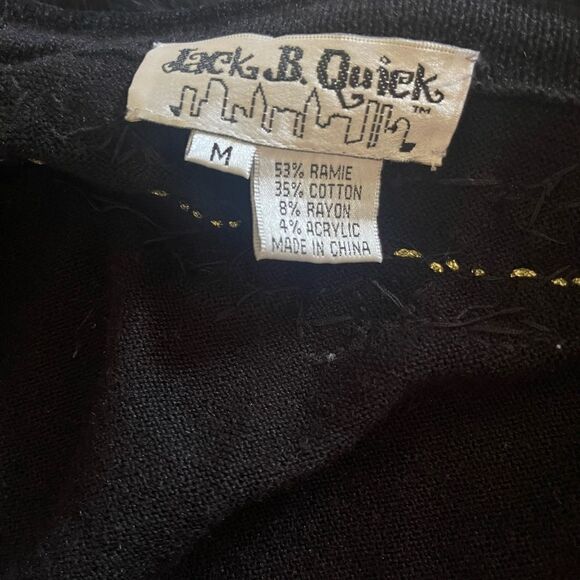 Jack B. Quick ™
M
53% RAMIE
35% COTTON
8% RAYON
4% ACRYLIC
MADE IN CHINA